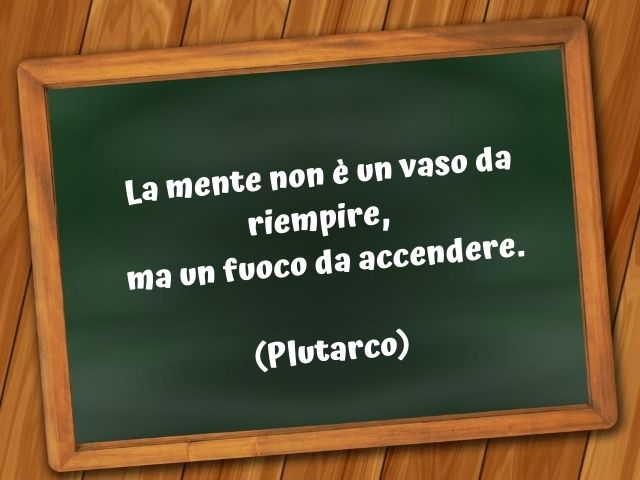 La mente non è un vaso da
riempire,
ma un fuoco da accendere.
(Plutarco)